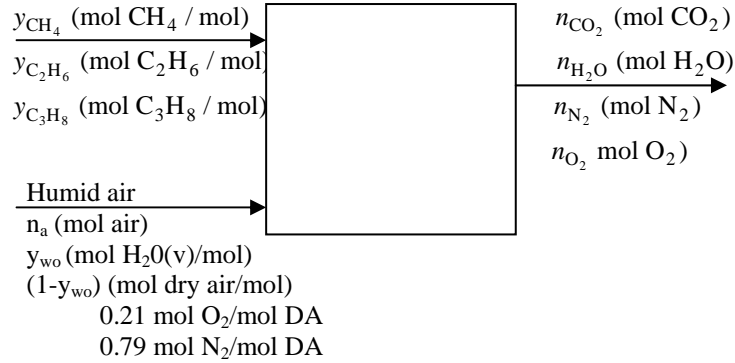 y_CH₄ (mol CH₄ / mol)
y_C₂H₆ (mol C₂H₆ / mol)
y_C₃H₈ (mol C₃H₈ / mol)
n_CO₂ (mol CO₂)
n_H₂O (mol H₂O)
n_N₂ (mol N₂)
n_O₂ mol O₂)
Humid air
nₐ (mol air)
y_wo (mol H₂0(v)/mol)
(1-y_wo) (mol dry air/mol)
0.21 mol O₂/mol DA
0.79 mol N₂/mol DA